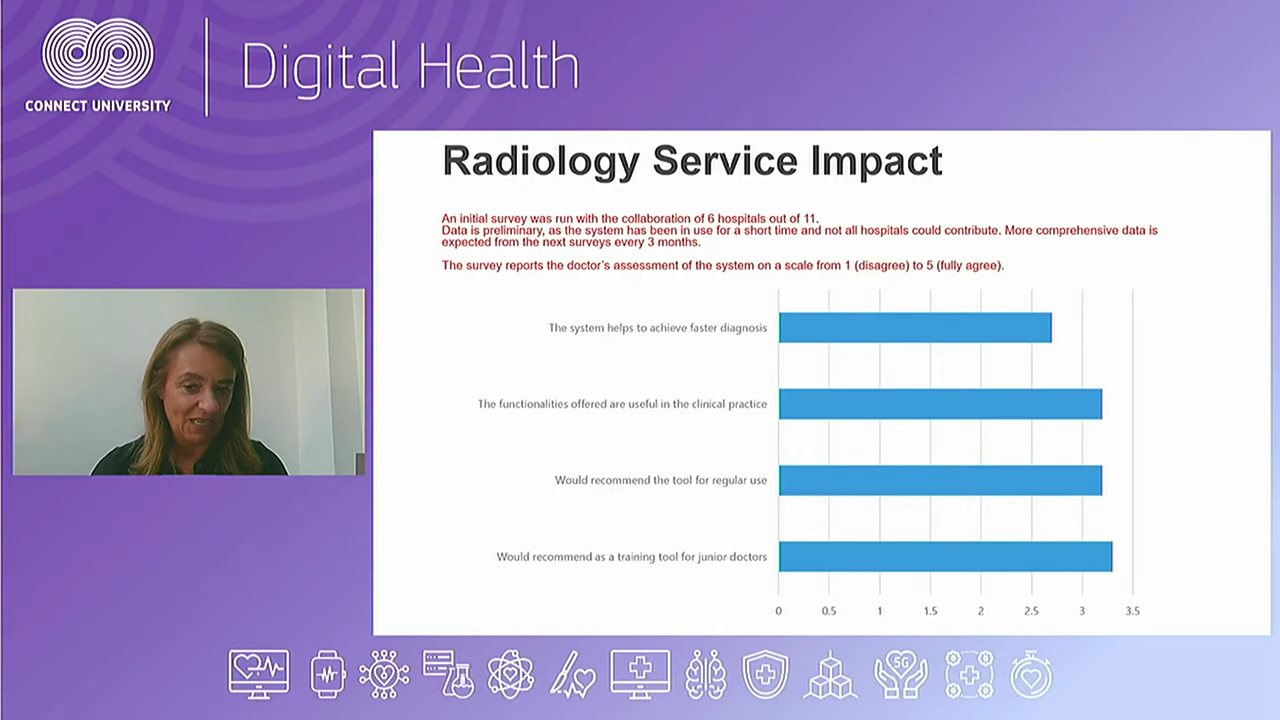 CONNECT UNIVERSITY
Digital Health
Radiology Service Impact
An initial survey was run with the collaboration of 6 hospitals out of 11.
Data is preliminary, as the system has been in use for a short time and not all hospitals could contribute. More comprehensive data is
expected from the next surveys every 3 months.
The survey reports the doctor's assessment of the system on a scale from 1 (disagree) to 5 (fully agree).
The system helps to achieve faster diagnosis
The functionalities offered are useful in the clinical practice
Would recommend the tool for regular use
Would recommend as a training tool for junior doctors
0 0.5 1 1.5 2 2.5 3 3.5
5G